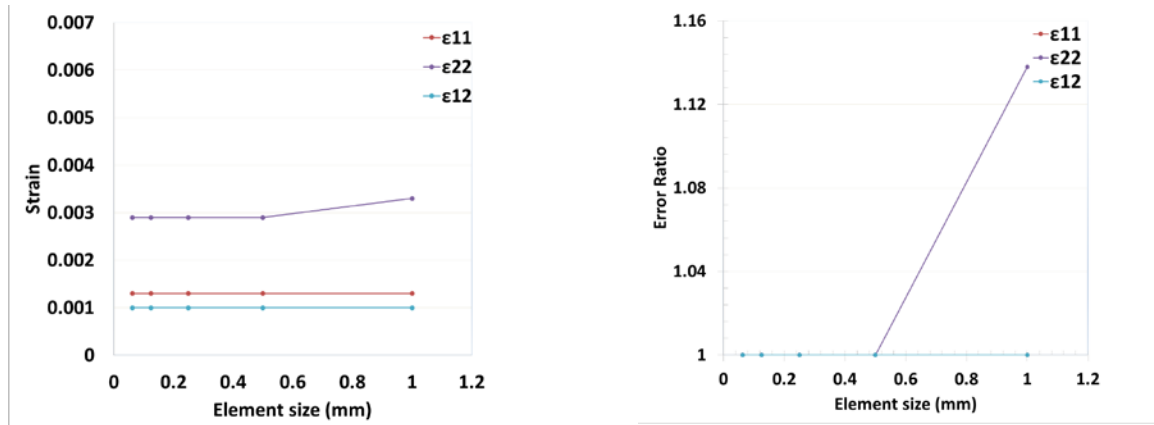 0.007
0.006
0.005
0.004
0.003
0.002
0.001
0
Strain
0 0.2 0.4 0.6 0.8 1 1.2
Element size (mm)
ε11
ε22
ε12
1.16
1.12
1.08
1.04
1
Error Ratio
0 0.2 0.4 0.6 0.8 1 1.2
Element size (mm)
ε11
ε22
ε12